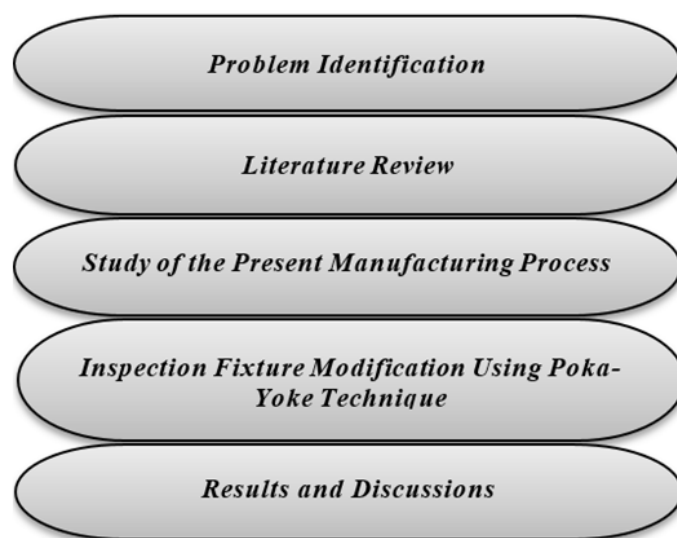 Problem Identification
Literature Review
Study of the Present Manufacturing Process
Inspection Fixture Modification Using Poka-
Yoke Technique
Results and Discussions